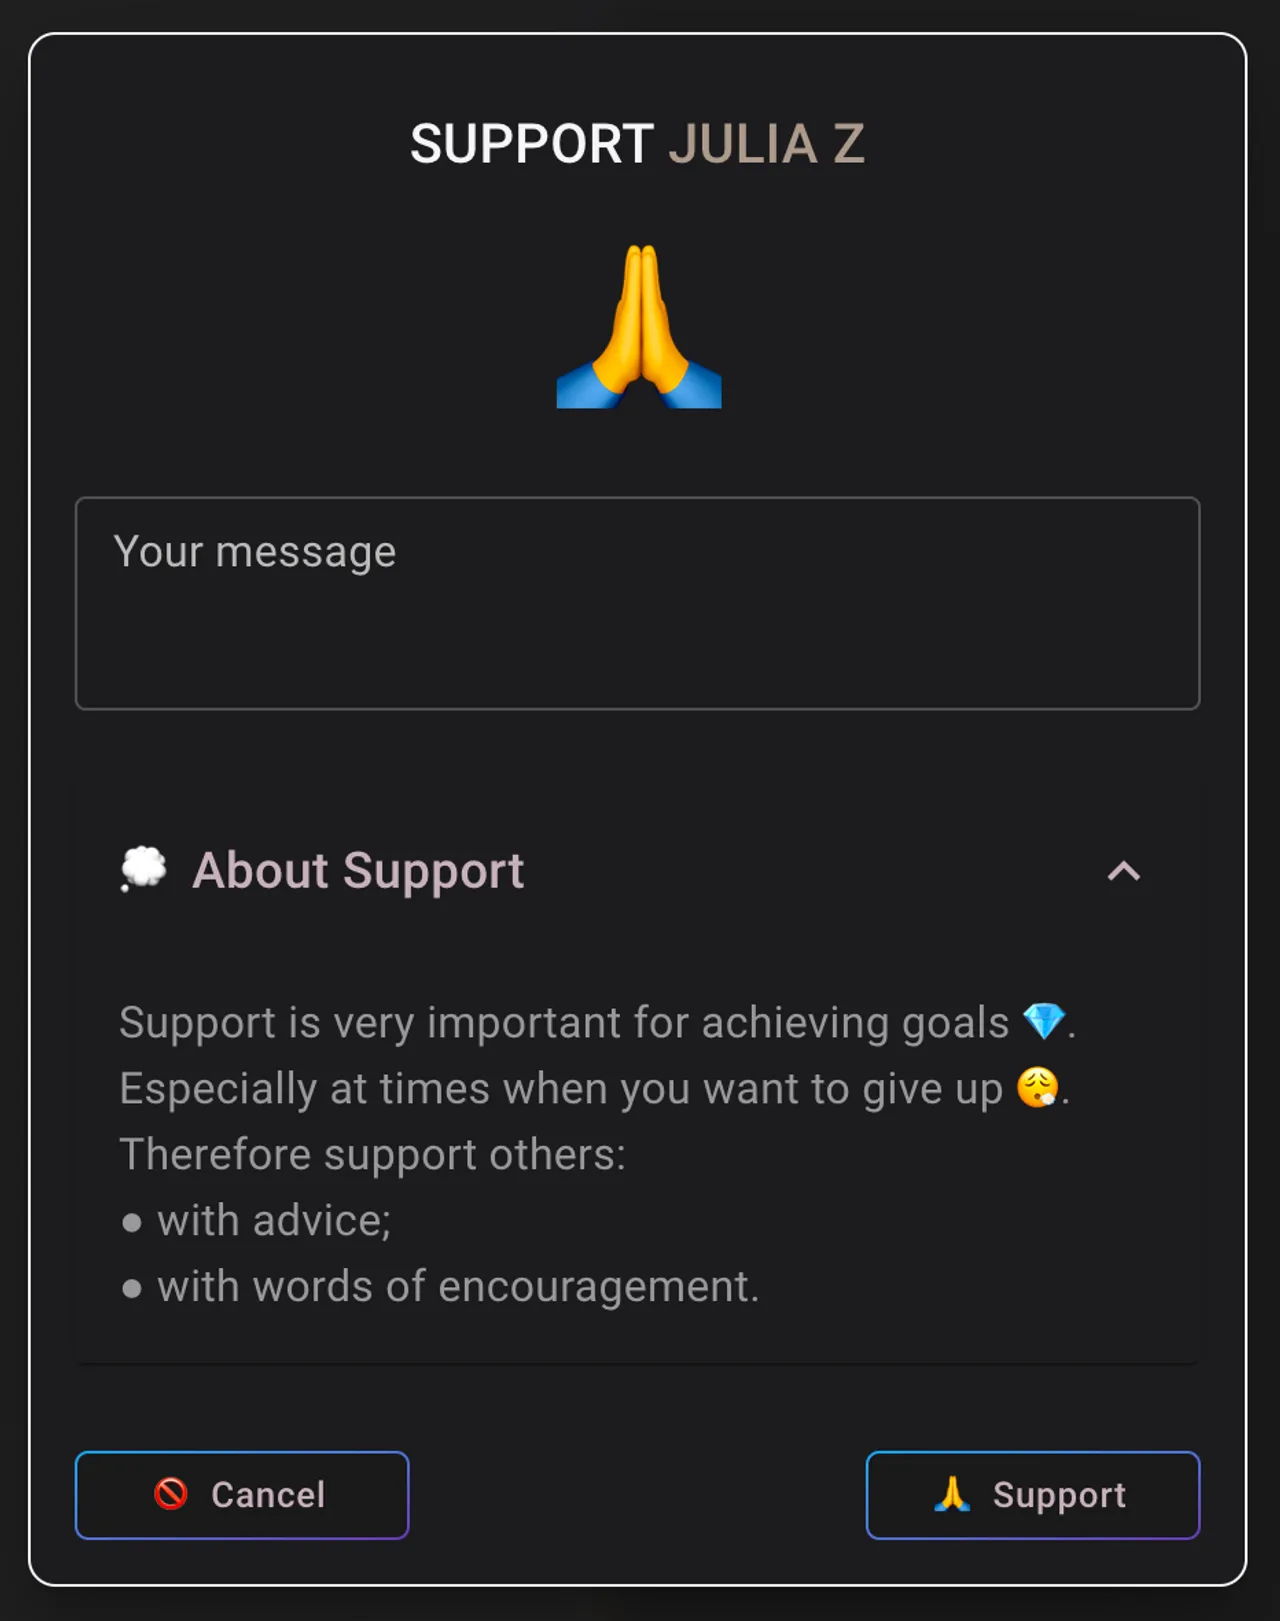 SUPPORT JULIA Z
🙏
Your message
💭 About Support
Support is very important for achieving goals 💎.
Especially at times when you want to give up 😮‍💨.
Therefore support others:
● with advice;
● with words of encouragement.
🚫 Cancel
🙏 Support